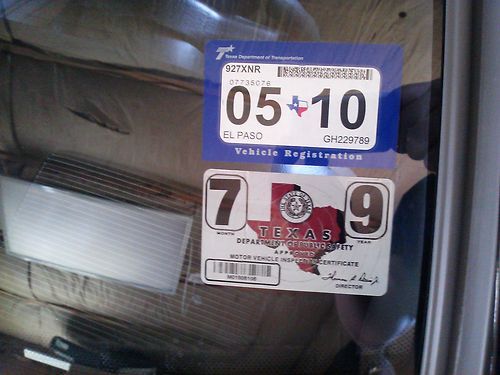 Texas Department of Transportation
927XNR
07735076
05 10
EL PASO GH229789
Vehicle Registration
7 9
MONTH YEAR
TEXAS
DEPARTMENT OF PUBLIC SAFETY
APPROVED
MOTOR VEHICLE INSPECTION CERTIFICATE
DIRECTOR